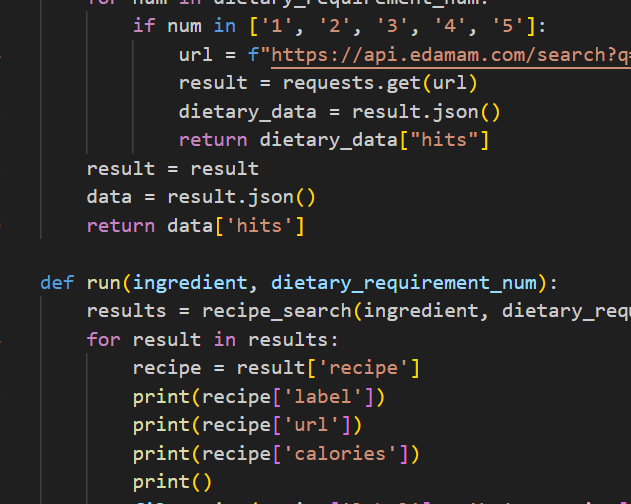 for num in dietary_requirement_num:
if num in ['1', '2', '3', '4', '5']:
url = f"https://api.edamam.com/search?q=
result = requests.get(url)
dietary_data = result.json()
return dietary_data["hits"]
result = result
data = result.json()
return data['hits']
def run(ingredient, dietary_requirement_num):
results = recipe_search(ingredient, dietary_requ
for result in results:
recipe = result['recipe']
print(recipe['label'])
print(recipe['url'])
print(recipe['calories'])
print()